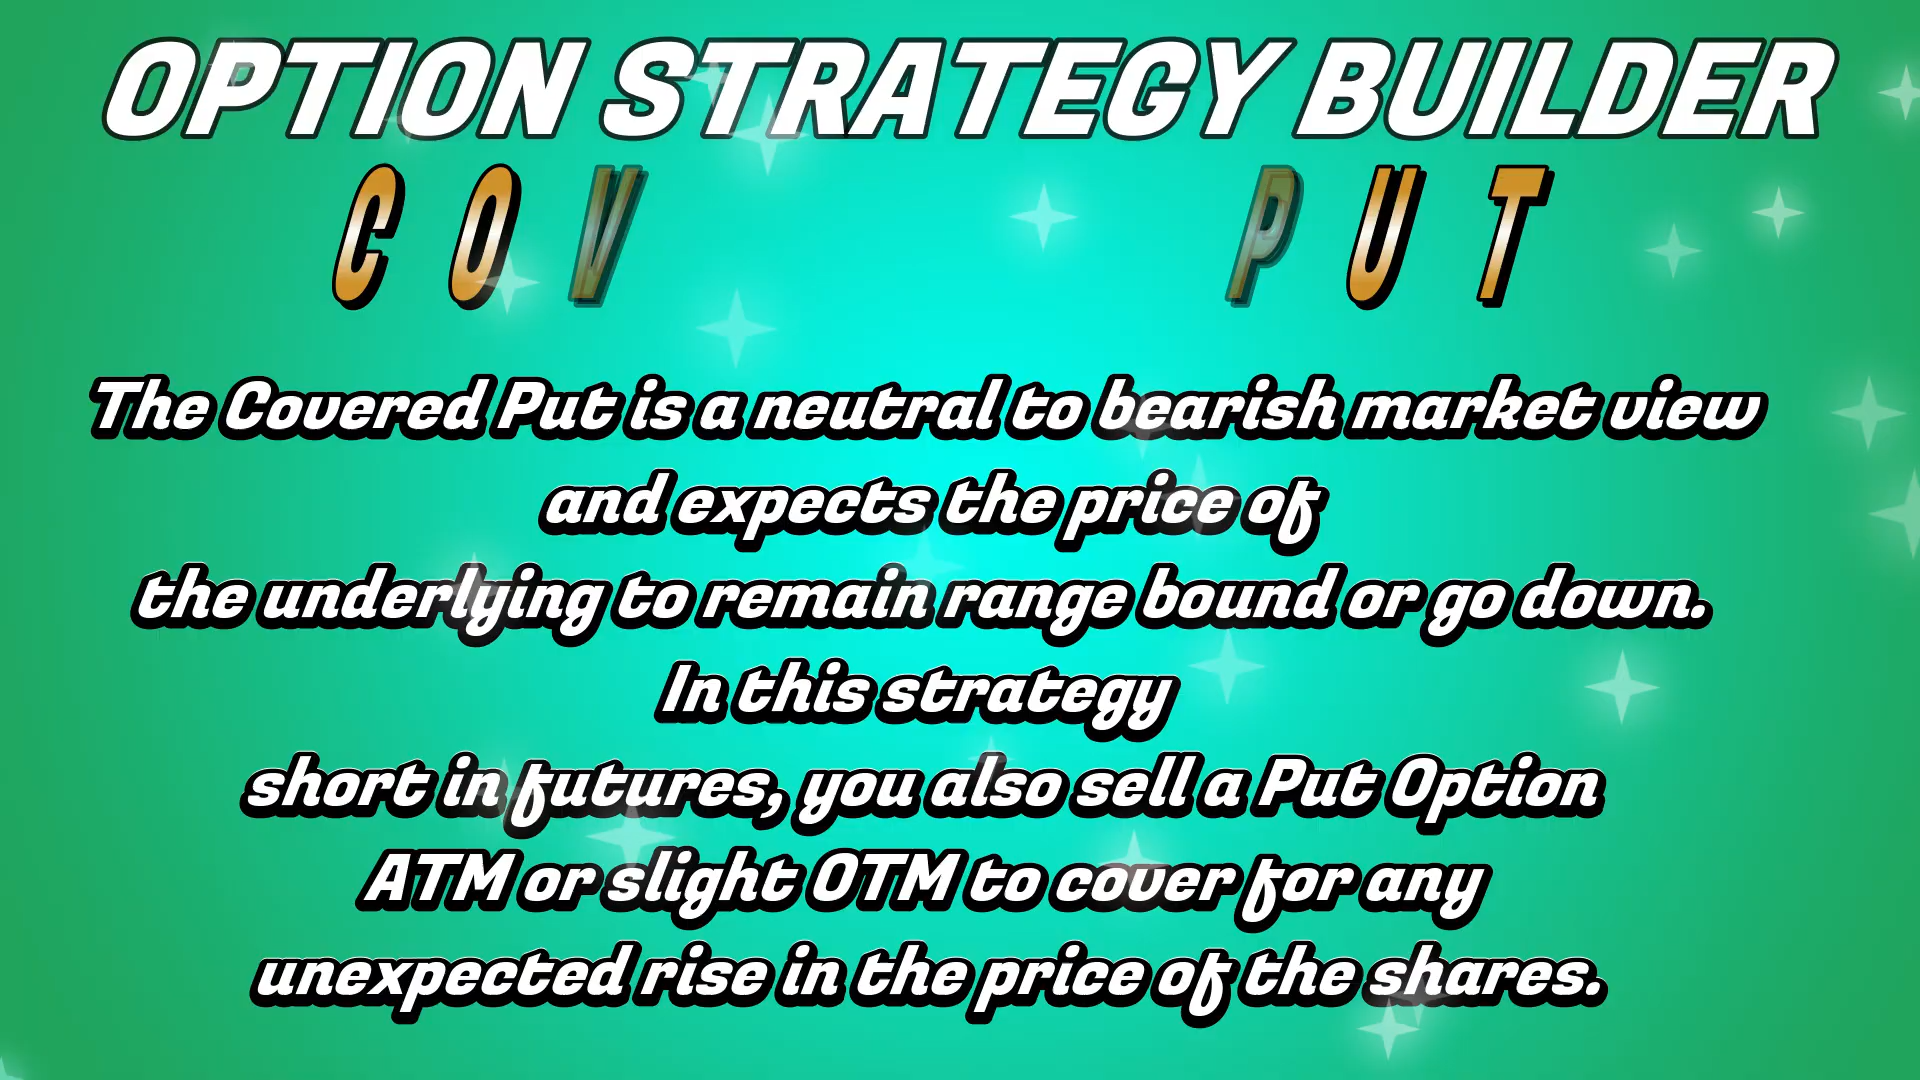 OPTION STRATEGY BUILDER
COV PUT
The Covered Put is a neutral to bearish market view
and expects the price of
the underlying to remain range bound or go down.
In this strategy
short in futures, you also sell a Put Option
ATM or slight OTM to cover for any
unexpected rise in the price of the shares.